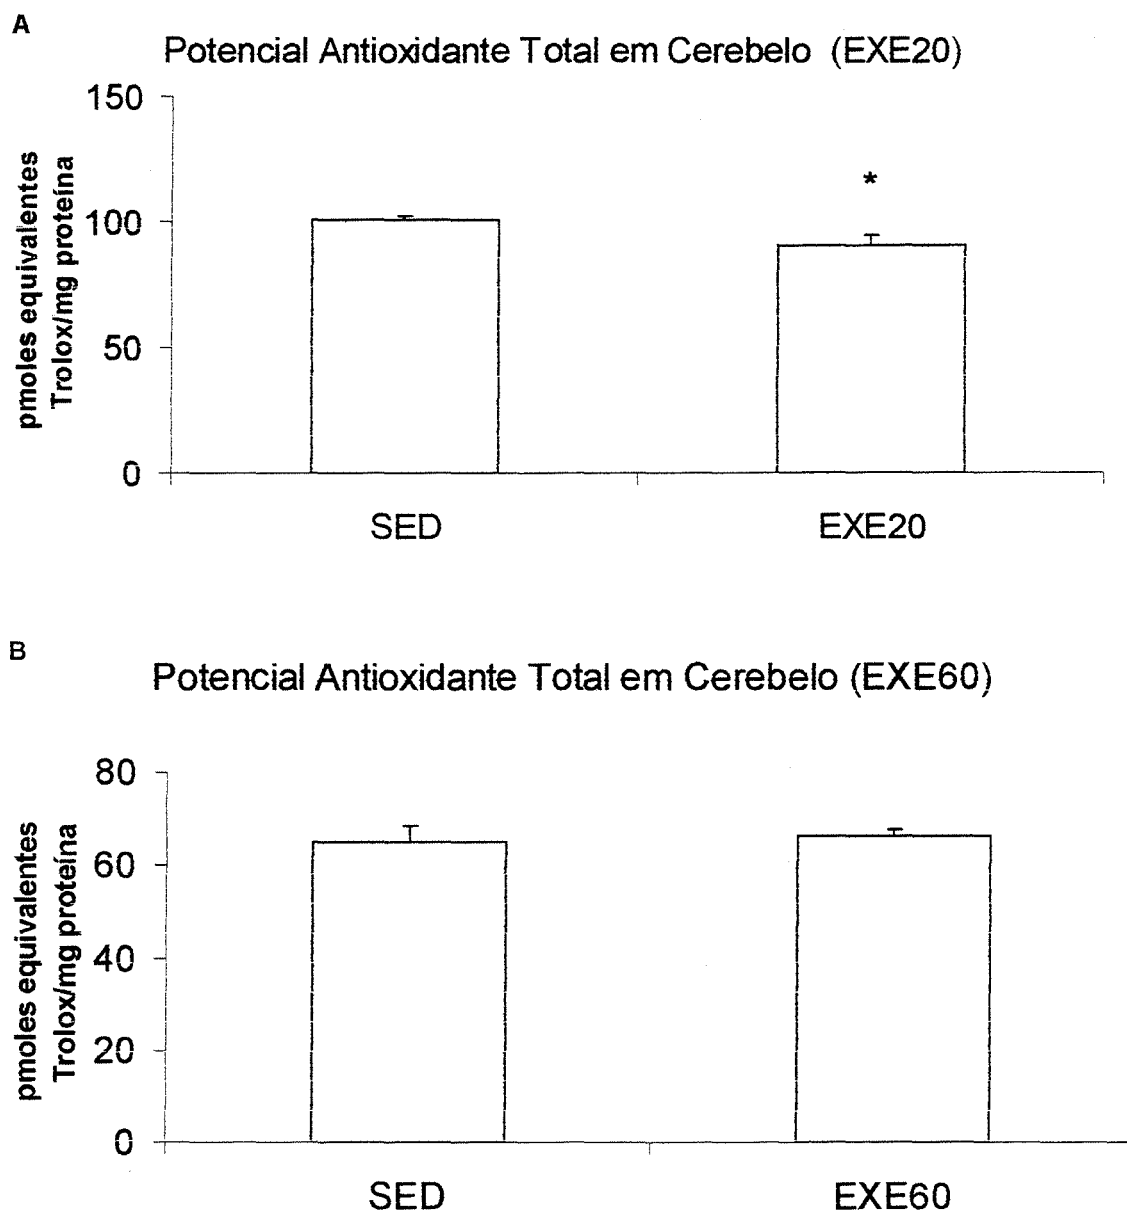 A
Potencial Antioxidante Total em Cerebelo (EXE20)
pmoles equivalentes
Trolox/mg proteína
150
100
50
0
*
SED EXE20
B
Potencial Antioxidante Total em Cerebelo (EXE60)
pmoles equivalentes
Trolox/mg proteína
80
60
40
20
0
SED EXE60